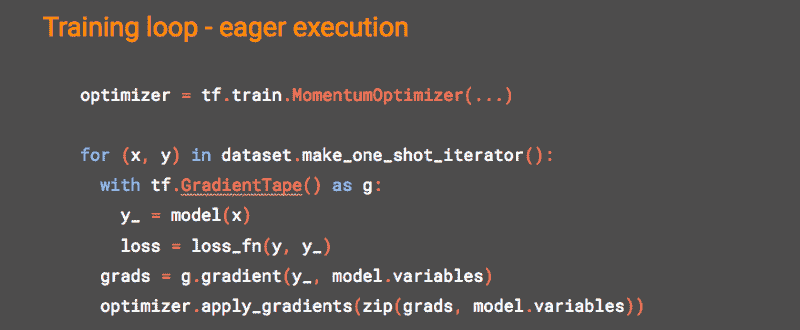 Training loop - eager execution
optimizer = tf.train.MomentumOptimizer(...)
for (x, y) in dataset.make_one_shot_iterator():
with tf.GradientTape() as g:
y_ = model(x)
loss = loss_fn(y, y_)
grads = g.gradient(y_, model.variables)
optimizer.apply_gradients(zip(grads, model.variables))